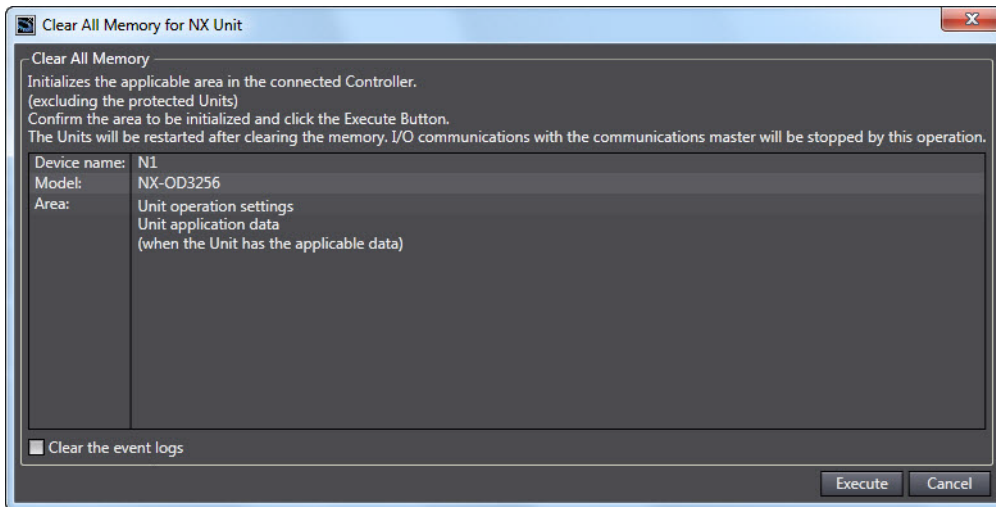 Clear All Memory for NX Unit
Clear All Memory
Initializes the applicable area in the connected Controller.
(excluding the protected Units)
Confirm the area to be initialized and click the Execute Button.
The Units will be restarted after clearing the memory. I/O communications with the communications master will be stopped by this operation.
Device name: N1
Model: NX-OD3256
Area: Unit operation settings
Unit application data
(when the Unit has the applicable data)
Clear the event logs
Execute Cancel